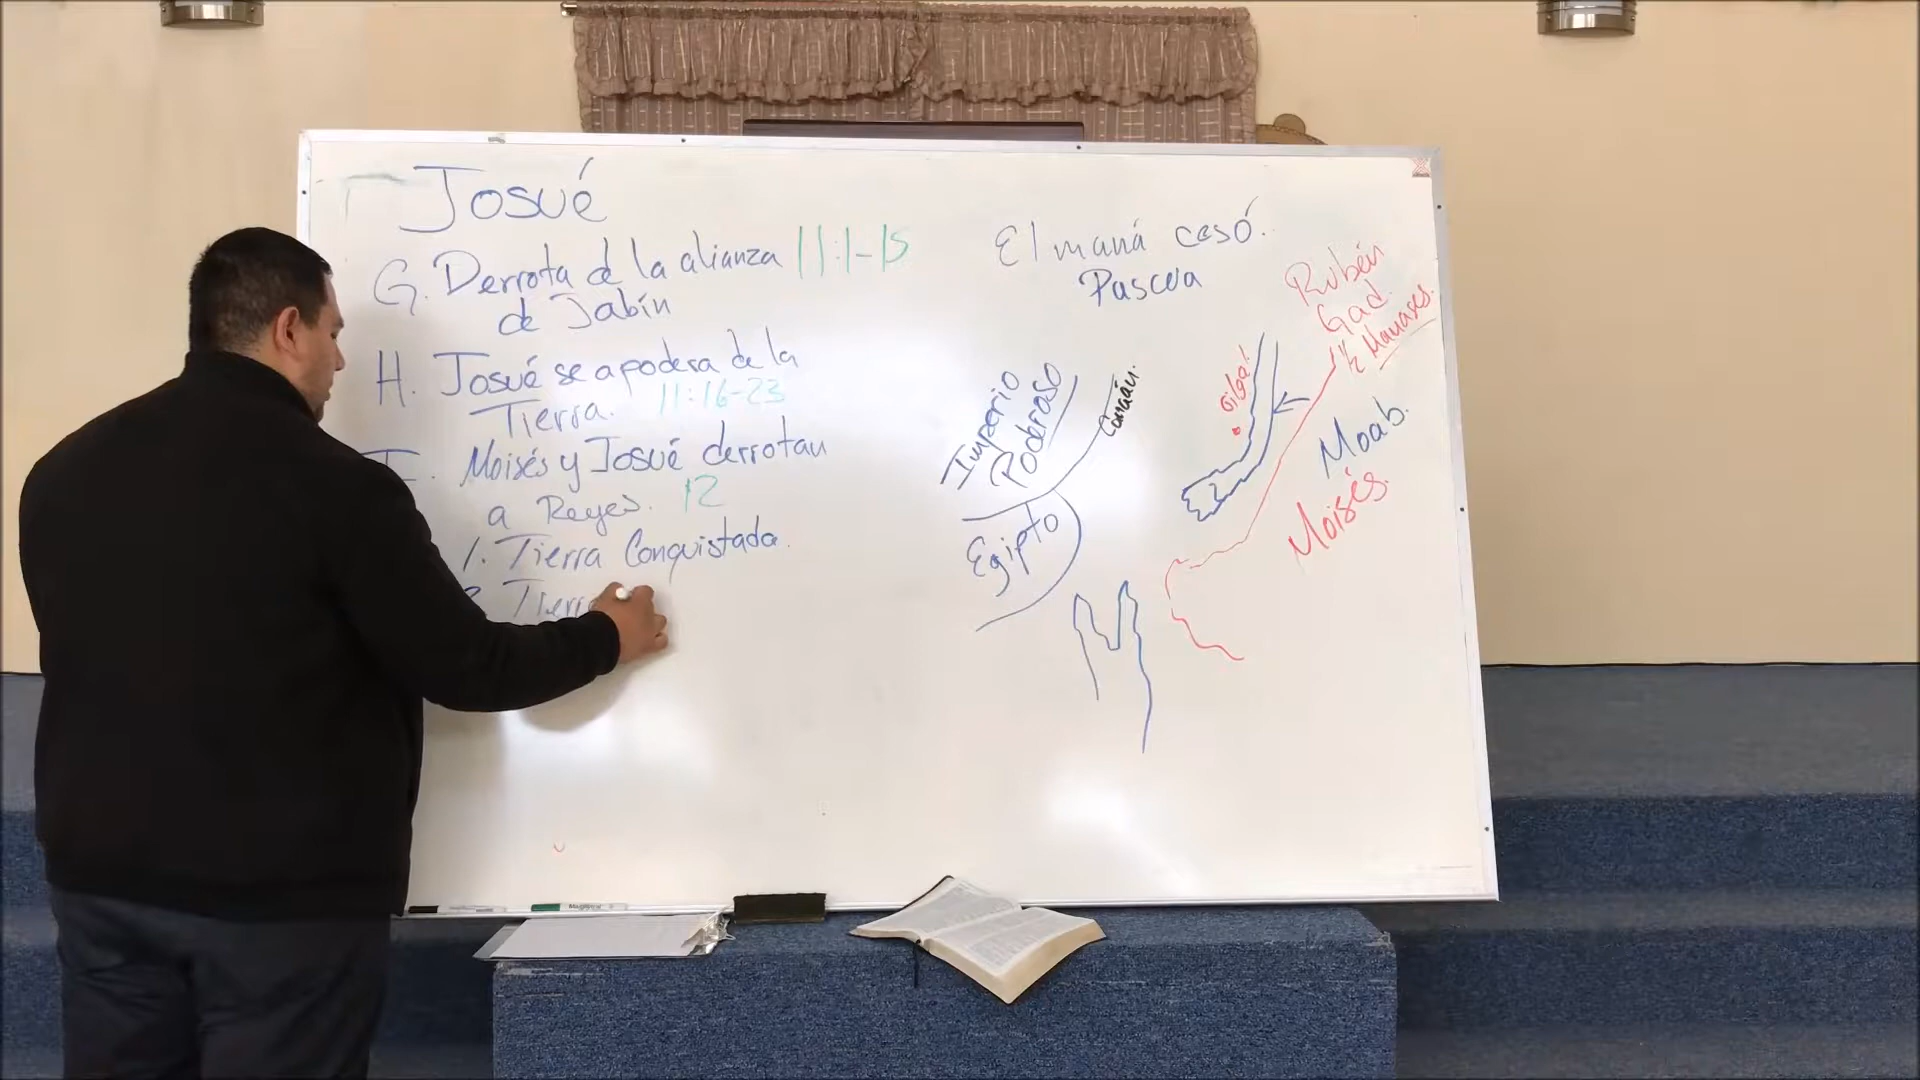 Josué
G. Derrota de la alianza 11:1-15
de Jabín
H. Josué se apodera de la
Tierra. 11:16-23
I. Moisés y Josué derrotan
a Reyes. 12
1. Tierra Conquistada.
2. Tierra
El maná cesó.
Pascua
Rubén
Gad
½ Manases.
Imperio
Poderoso
Canaán.
Gilgal
Moab.
Moisés.
Egipto